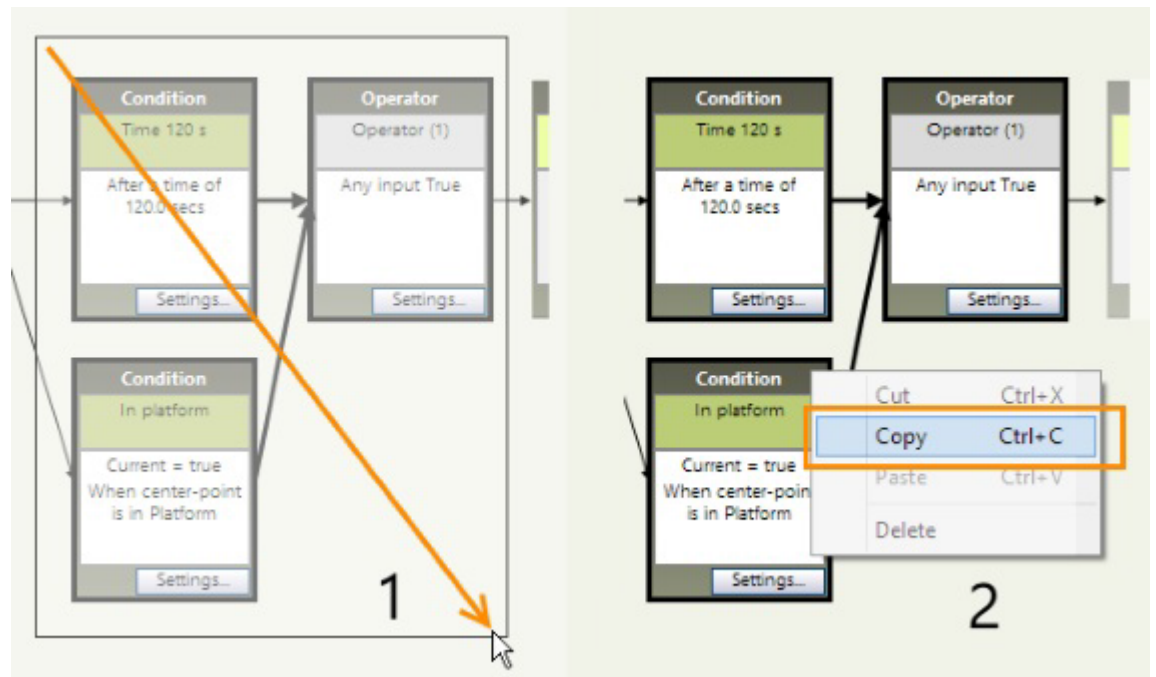 Condition
Time 120 s
After a time of
120.0 secs
Settings...
Operator
Operator (1)
Any input True
Settings...
Condition
In platform
Current = true
When center-point
is in Platform
Settings...
1
Condition
Time 120 s
After a time of
120.0 secs
Settings...
Operator
Operator (1)
Any input True
Settings...
Condition
In platform
Current = true
When center-poin
is in Platform
Settings...
Cut Ctrl+X
Copy Ctrl+C
Paste Ctrl+V
Delete
2